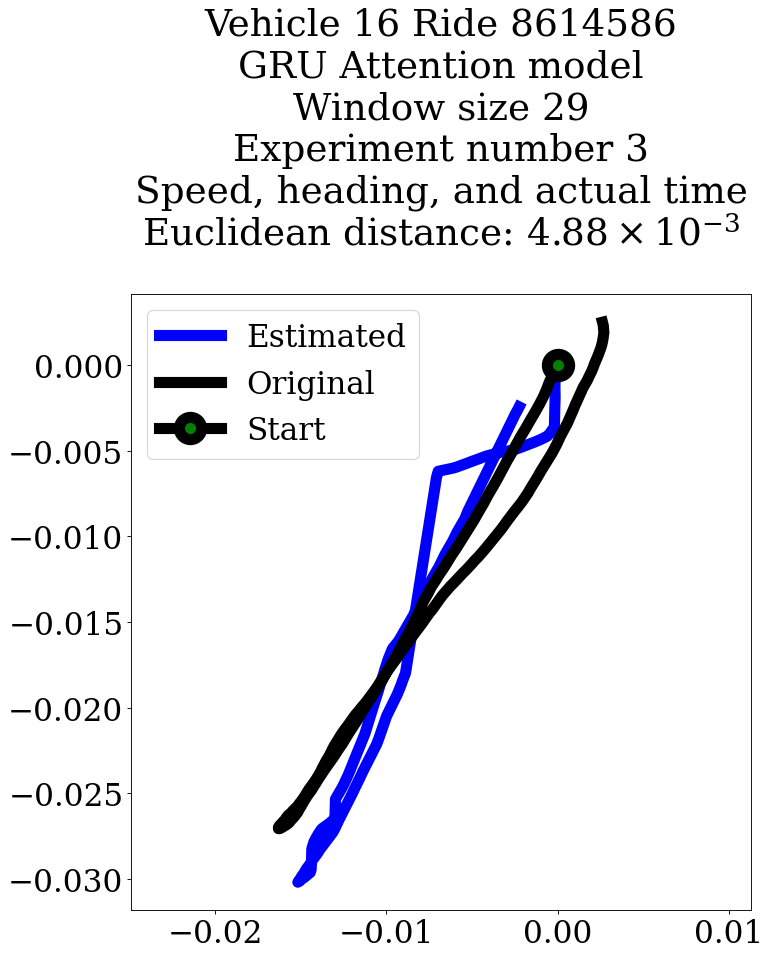 Vehicle 16 Ride 8614586
GRU Attention model
Window size 29
Experiment number 3
Speed, heading, and actual time
Euclidean distance: 4.88 × 10⁻³
Estimated
Original
Start
0.000
−0.005
−0.010
−0.015
−0.020
−0.025
−0.030
−0.02 −0.01 0.00 0.01